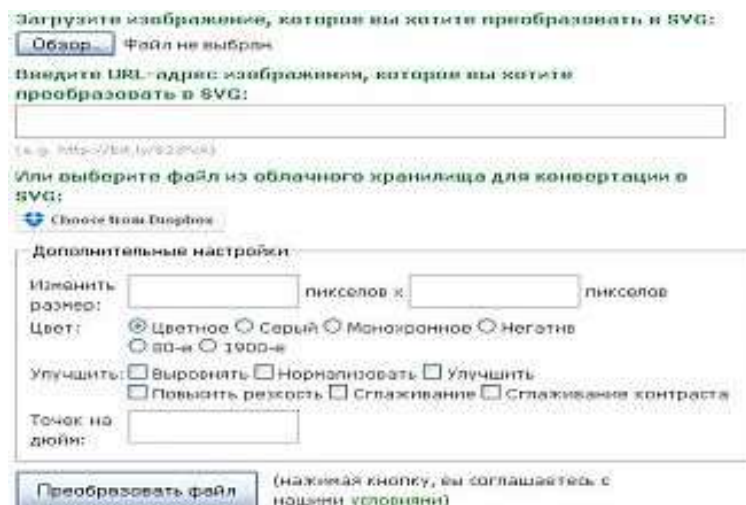 Загрузите изображение, которое вы хотите преобразовать в SVG:
Обзор... Файл не выбран.
Введите URL-адрес изображения, которое вы хотите
преобразовать в SVG:
(e.g. http://bit.ly/
Или выберите файл из облачного хранилища для конвертации в
SVG:
Choose from Dropbox
Дополнительные настройки
Изменить
размер: пикселов x пикселов
Цвет: Цветное Серый Монохромное Негатив
80-е 1900-е
Улучшить: Выровнять Нормализовать Улучшить
Повысить резкость Сглаживание Сглаживание контраста
Точек на
дюйм:
Преобразовать файл (нажимая кнопку, вы соглашаетесь с
нашими условиями)